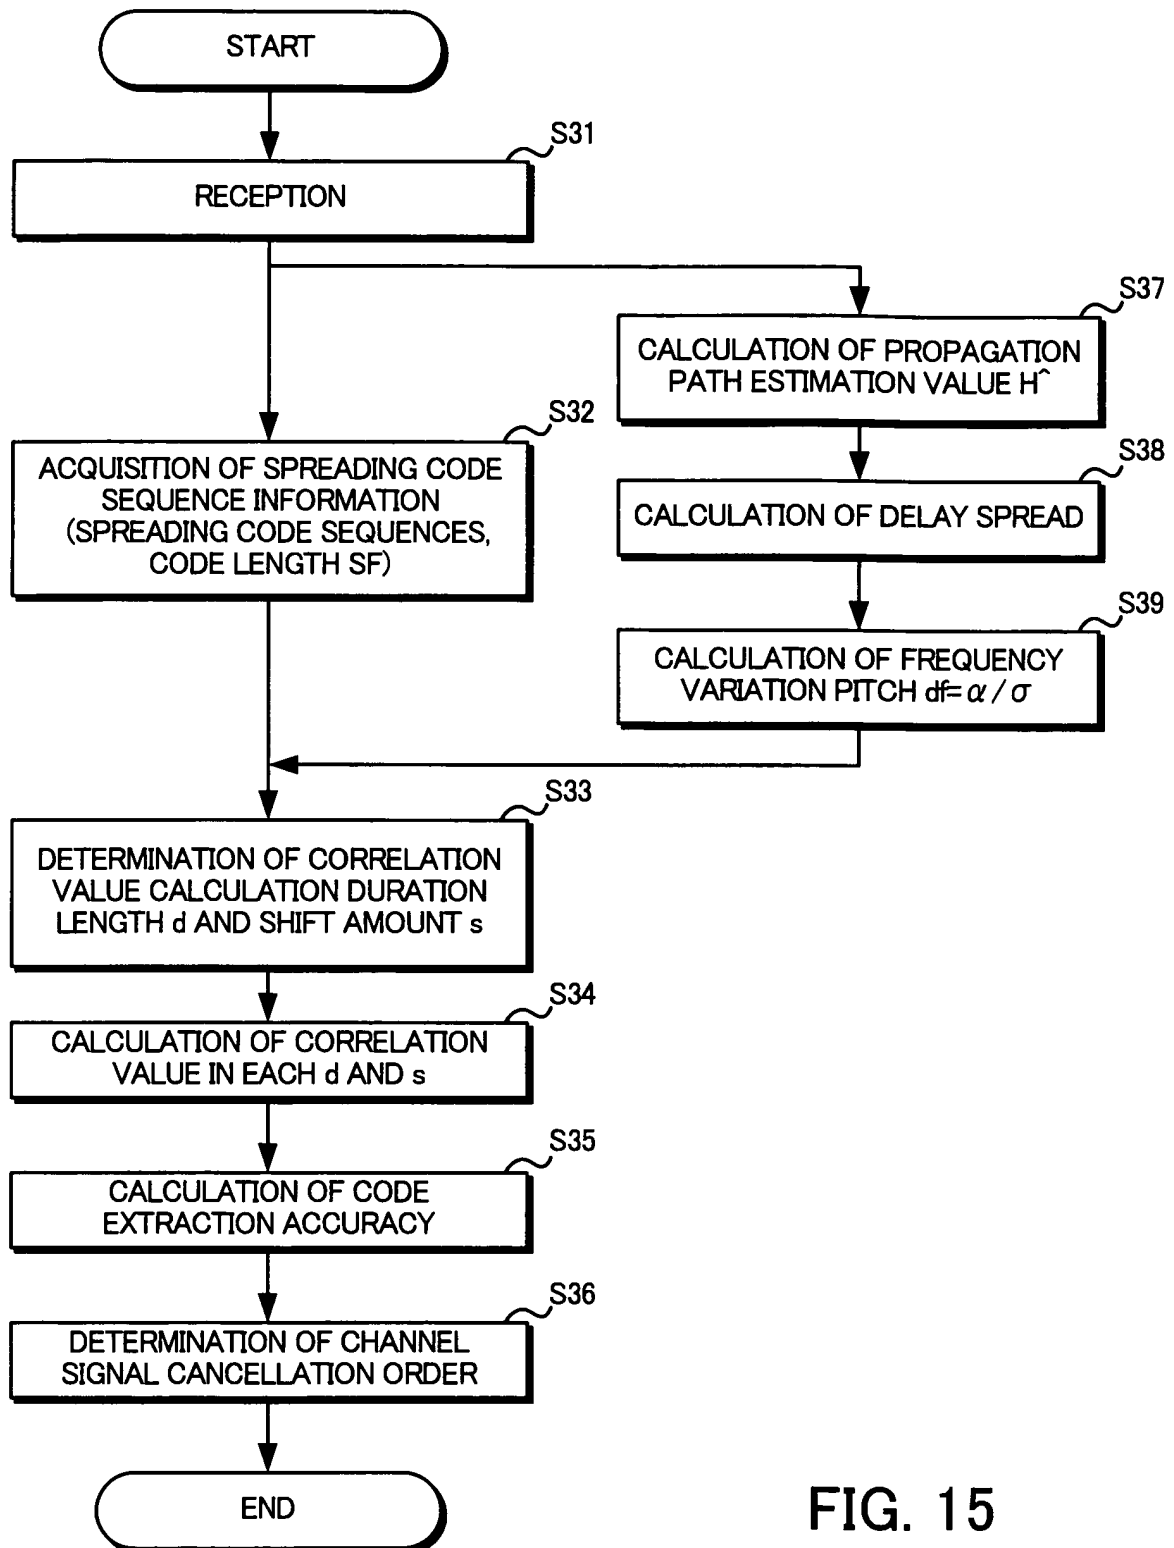 START
S31
RECEPTION
S37
CALCULATION OF PROPAGATION
PATH ESTIMATION VALUE H^
S32
ACQUISITION OF SPREADING CODE
SEQUENCE INFORMATION
(SPREADING CODE SEQUENCES,
CODE LENGTH SF)
S38
CALCULATION OF DELAY SPREAD
S39
CALCULATION OF FREQUENCY
VARIATION PITCH df=α/σ
S33
DETERMINATION OF CORRELATION
VALUE CALCULATION DURATION
LENGTH d AND SHIFT AMOUNT s
S34
CALCULATION OF CORRELATION
VALUE IN EACH d AND s
S35
CALCULATION OF CODE
EXTRACTION ACCURACY
S36
DETERMINATION OF CHANNEL
SIGNAL CANCELLATION ORDER
END
FIG. 15